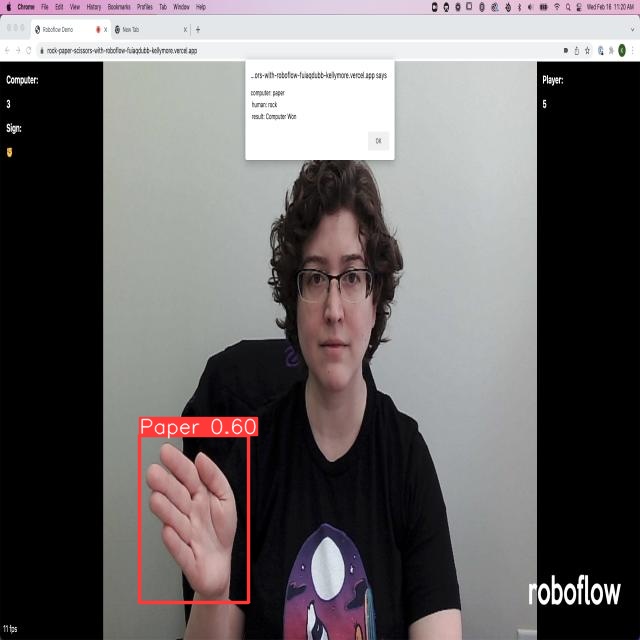 Chrome File Edit View History Bookmarks Profiles Tab Window Help
Wed Feb 16 11:20 AM
Roboflow Demo
New Tab
rock-paper-scissors-with-roboflow-fuiaqdubb-kellymore.vercel.app
Computer:
3
Sign:
...ors-with-roboflow-fuiaqdubb-kellymore.vercel.app says
computer: paper
human: rock
result: Computer Won
OK
Player:
5
Paper 0.60
roboflow
11 fps